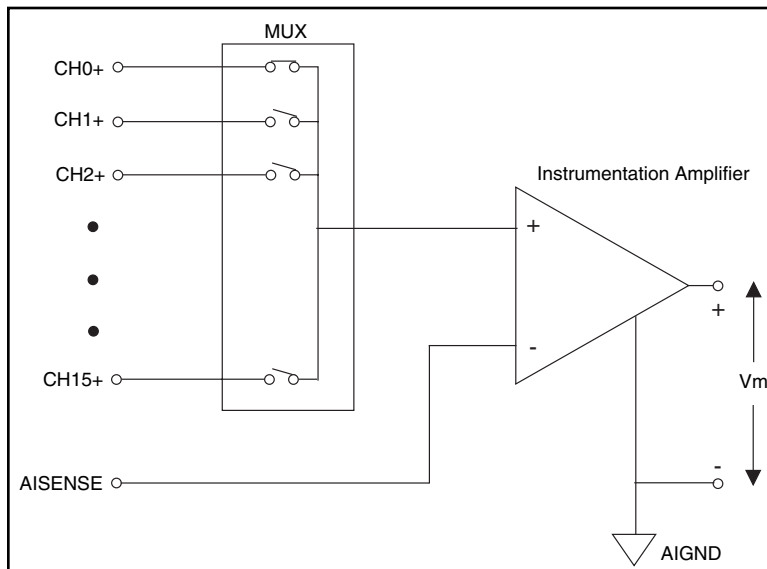 MUX
CH0+
CH1+
CH2+
Instrumentation Amplifier
+
+
-
CH15+
Vm
AISENSE
-
AIGND